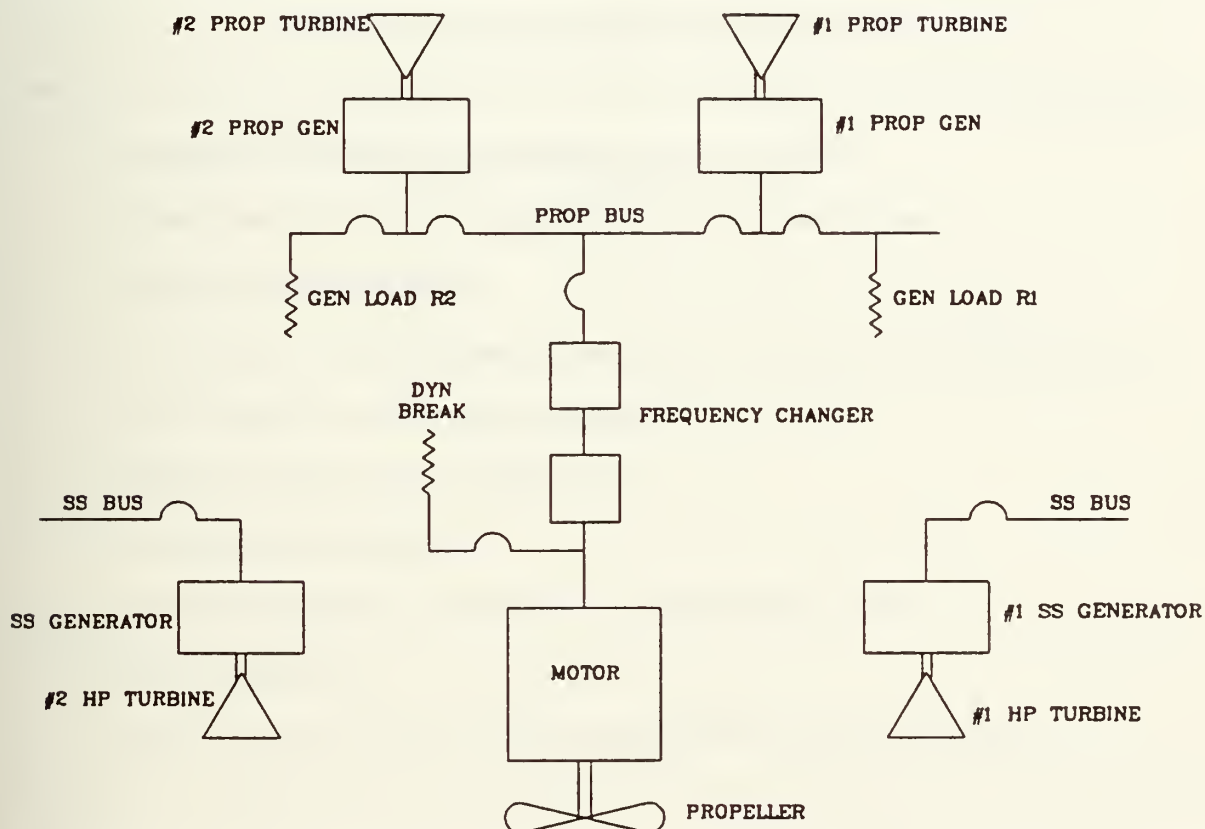 #2 PROP TURBINE
#1 PROP TURBINE
#2 PROP GEN
#1 PROP GEN
PROP BUS
GEN LOAD R2
GEN LOAD R1
DYN
BREAK
FREQUENCY CHANGER
SS BUS
SS BUS
SS GENERATOR
#1 SS GENERATOR
MOTOR
#2 HP TURBINE
#1 HP TURBINE
PROPELLER